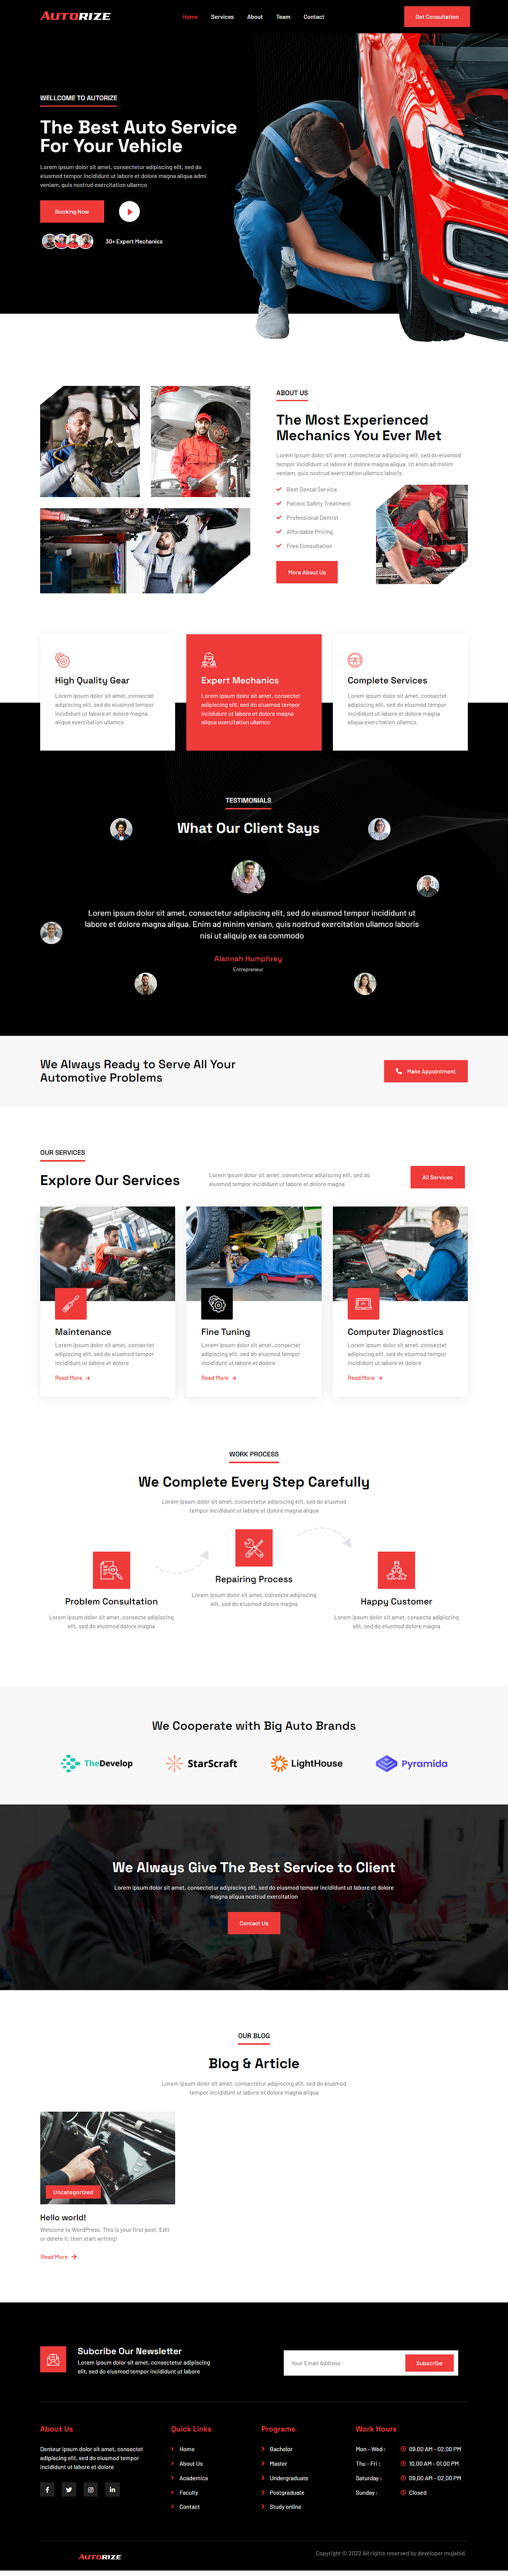 AUTORIZE
Home Services About Team Contact
Get Consultation
WELLCOME TO AUTORIZE
The Best Auto Service
For Your Vehicle
Lorem ipsum dolor sit amet, consectetur adipiscing elit, sed do
eiusmod tempor incididunt ut labore et dolore magna aliqua admi
veniam, quis nostrud exercitation ullamco
Booking Now
30+ Expert Mechanics
ABOUT US
The Most Experienced
Mechanics You Ever Met
Lorem ipsum dolor sit amet, consectetur adipiscing elit, sed do eiusmod
tempor incididunt ut labore et dolore magna aliqua. Ut enim ad minim
veniam, quis nostrud exercitation ullamco laboris
Best Dental Service
Patient Safety Treatment
Professional Dentist
Affordable Pricing
Free Consultation
More About Us
High Quality Gear
Lorem ipsum dolor sit amet, consectet
adipiscing elit, sed do eiusmod tempor
incididunt ut labore et dolore magna
aliqua exercitation ullamco
Expert Mechanics
Lorem ipsum dolor sit amet, consectet
adipiscing elit, sed do eiusmod tempor
incididunt ut labore et dolore magna
aliqua exercitation ullamco
Complete Services
Lorem ipsum dolor sit amet, consectet
adipiscing elit, sed do eiusmod tempor
incididunt ut labore et dolore magna
aliqua exercitation ullamco
TESTIMONIALS
What Our Client Says
Lorem ipsum dolor sit amet, consectetur adipiscing elit, sed do eiusmod tempor incididunt ut
labore et dolore magna aliqua. Enim ad minim veniam, quis nostrud exercitation ullamco laboris
nisi ut aliquip ex ea commodo
Alannah Humphrey
Entrepreneur
We Always Ready to Serve All Your
Automotive Problems
Make Appointment
OUR SERVICES
Explore Our Services
Lorem ipsum dolor sit amet, consectetur adipiscing elit, sed do
eiusmod tempor incididunt ut labore et dolore magna
All Services
Maintenance
Lorem ipsum dolor sit amet, consectet
adipiscing elit, sed do eiusmod tempor
incididunt ut labore et dolore
Read More
Fine Tuning
Lorem ipsum dolor sit amet, consectet
adipiscing elit, sed do eiusmod tempor
incididunt ut labore et dolore
Read More
Computer Diagnostics
Lorem ipsum dolor sit amet, consectet
adipiscing elit, sed do eiusmod tempor
incididunt ut labore et dolore
Read More
WORK PROCESS
We Complete Every Step Carefully
Lorem ipsum dolor sit amet, consectetur adipiscing elit, sed do eiusmod
tempor incididunt ut labore et dolore magna aliqua
Problem Consultation
Lorem ipsum dolor sit amet, consecte adipiscing
elit, sed do eiusmod dolore magna
Repairing Process
Lorem ipsum dolor sit amet, consecte adipiscing
elit, sed do eiusmod dolore magna
Happy Customer
Lorem ipsum dolor sit amet, consecte adipiscing
elit, sed do eiusmod dolore magna
We Cooperate with Big Auto Brands
TheDevelop
StarScraft
LightHouse
Pyramida
We Always Give The Best Service to Client
Lorem ipsum dolor sit amet, consectetur adipiscing elit, sed do eiusmod tempor incididunt ut labore et dolore
magna aliqua nostrud exercitation
Contact Us
OUR BLOG
Blog & Article
Lorem ipsum dolor sit amet, consectetur adipiscing elit, sed do eiusmod
tempor incididunt ut labore et dolore magna aliqua
Uncategorized
Hello world!
Welcome to WordPress. This is your first post. Edit
or delete it, then start writing!
Read More
Subcribe Our Newsletter
Lorem ipsum dolor sit amet, consectetur adipiscing
elit, sed do eiusmod tempor incididunt ut labore
Your Email Address
Subscribe
About Us
Denteur ipsum dolor sit amet, consectet
adipiscing elit, sed do eiusmod tempor
incididunt ut labore et dolore
Quick Links
Home
About Us
Academics
Faculty
Contact
Programs
Bachelor
Master
Undergraduate
Postgraduate
Study online
Work Hours
Mon - Wed : 09.00 AM - 02.00 PM
Thu - Fri : 10.00 AM - 01.00 PM
Saturday : 09.00 AM - 02.00 PM
Sunday : Closed
AUTORIZE
Copyright © 2022 All rights reserved by developer mujahid.